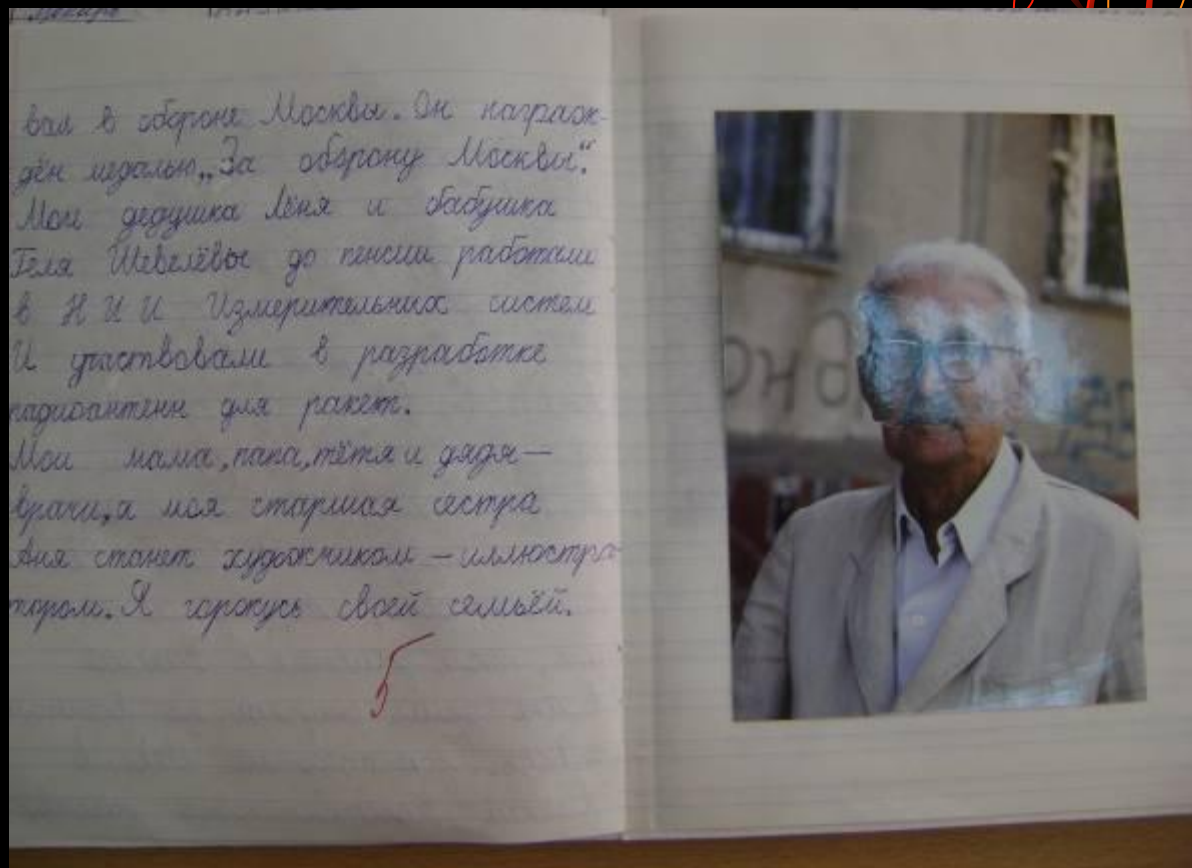 вал в обороне Москвы. Он награж-
дён медалью „За оборону Москвы“.
Мои дедушка Лёня и бабушка
Геля Шевелёвы до пенсии работали
в НИИ Измерительных систем
И участвовали в разработке
радиоантенн для ракет.
Мои мама, папа, тётя и дядя —
врачи, а моя старшая сестра
Аня станет художником — иллюстра
тором. Я горжусь своей семьёй.
5